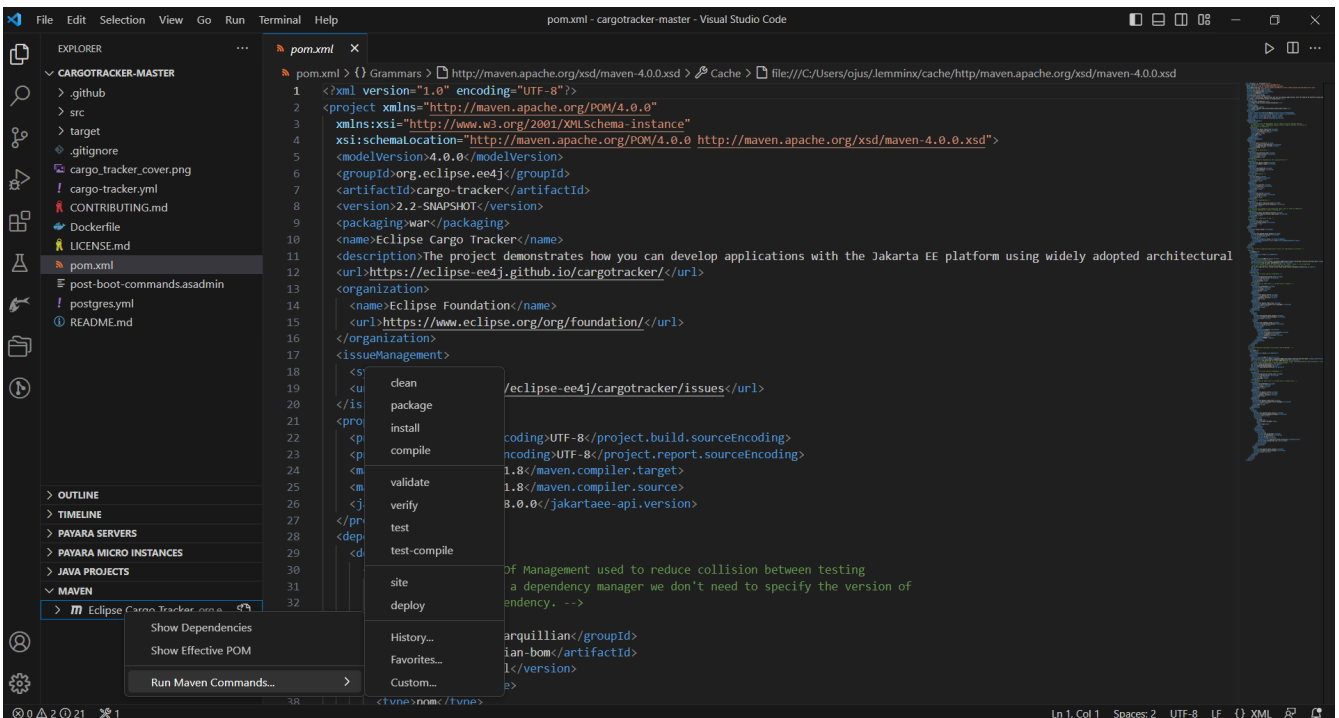 File Edit Selection View Go Run Terminal Help
pom.xml - cargotracker-master - Visual Studio Code
EXPLORER
CARGOTRACKER-MASTER
.github
src
target
.gitignore
cargo_tracker_cover.png
! cargo-tracker.yml
CONTRIBUTING.md
Dockerfile
LICENSE.md
pom.xml
post-boot-commands.asadmin
! postgres.yml
README.md
OUTLINE
TIMELINE
PAYARA SERVERS
PAYARA MICRO INSTANCES
JAVA PROJECTS
MAVEN
m Eclipse Cargo Tracker org.e
Show Dependencies
Show Effective POM
Run Maven Commands...
clean
package
install
compile
validate
verify
test
test-compile
site
deploy
History...
Favorites...
Custom...
pom.xml
pom.xml > {} Grammars > http://maven.apache.org/xsd/maven-4.0.0.xsd > Cache > file:///C:/Users/ojus/.lemminx/cache/http/maven.apache.org/xsd/maven-4.0.0.xsd
1 <?xml version="1.0" encoding="UTF-8"?>
2 <project xmlns="http://maven.apache.org/POM/4.0.0"
3 xmlns:xsi="http://www.w3.org/2001/XMLSchema-instance"
4 xsi:schemaLocation="http://maven.apache.org/POM/4.0.0 http://maven.apache.org/xsd/maven-4.0.0.xsd">
5 <modelVersion>4.0.0</modelVersion>
6 <groupId>org.eclipse.ee4j</groupId>
7 <artifactId>cargo-tracker</artifactId>
8 <version>2.2-SNAPSHOT</version>
9 <packaging>war</packaging>
10 <name>Eclipse Cargo Tracker</name>
11 <description>The project demonstrates how you can develop applications with the Jakarta EE platform using widely adopted architectural
12 <url>https://eclipse-ee4j.github.io/cargotracker/</url>
13 <organization>
14 <name>Eclipse Foundation</name>
15 <url>https://www.eclipse.org/org/foundation/</url>
16 </organization>
17 <issueManagement>
18 <sy
19 <u /eclipse-ee4j/cargotracker/issues</url>
20 </is
21 <pro
22 <p coding>UTF-8</project.build.sourceEncoding>
23 <p ncoding>UTF-8</project.report.sourceEncoding>
24 <m 1.8</maven.compiler.target>
25 <m 1.8</maven.compiler.source>
26 <j 8.0.0</jakartaee-api.version>
27 </pr
28 <dep
29 <d
30 Of Management used to reduce collision between testing
31 a dependency manager we don't need to specify the version of
32 endency. -->
arquillian</groupId>
ian-bom</artifactId>
l</version>
e>
38 <type>pom</type>
0 2 21 1
Ln 1, Col 1 Spaces: 2 UTF-8 LF {} XML